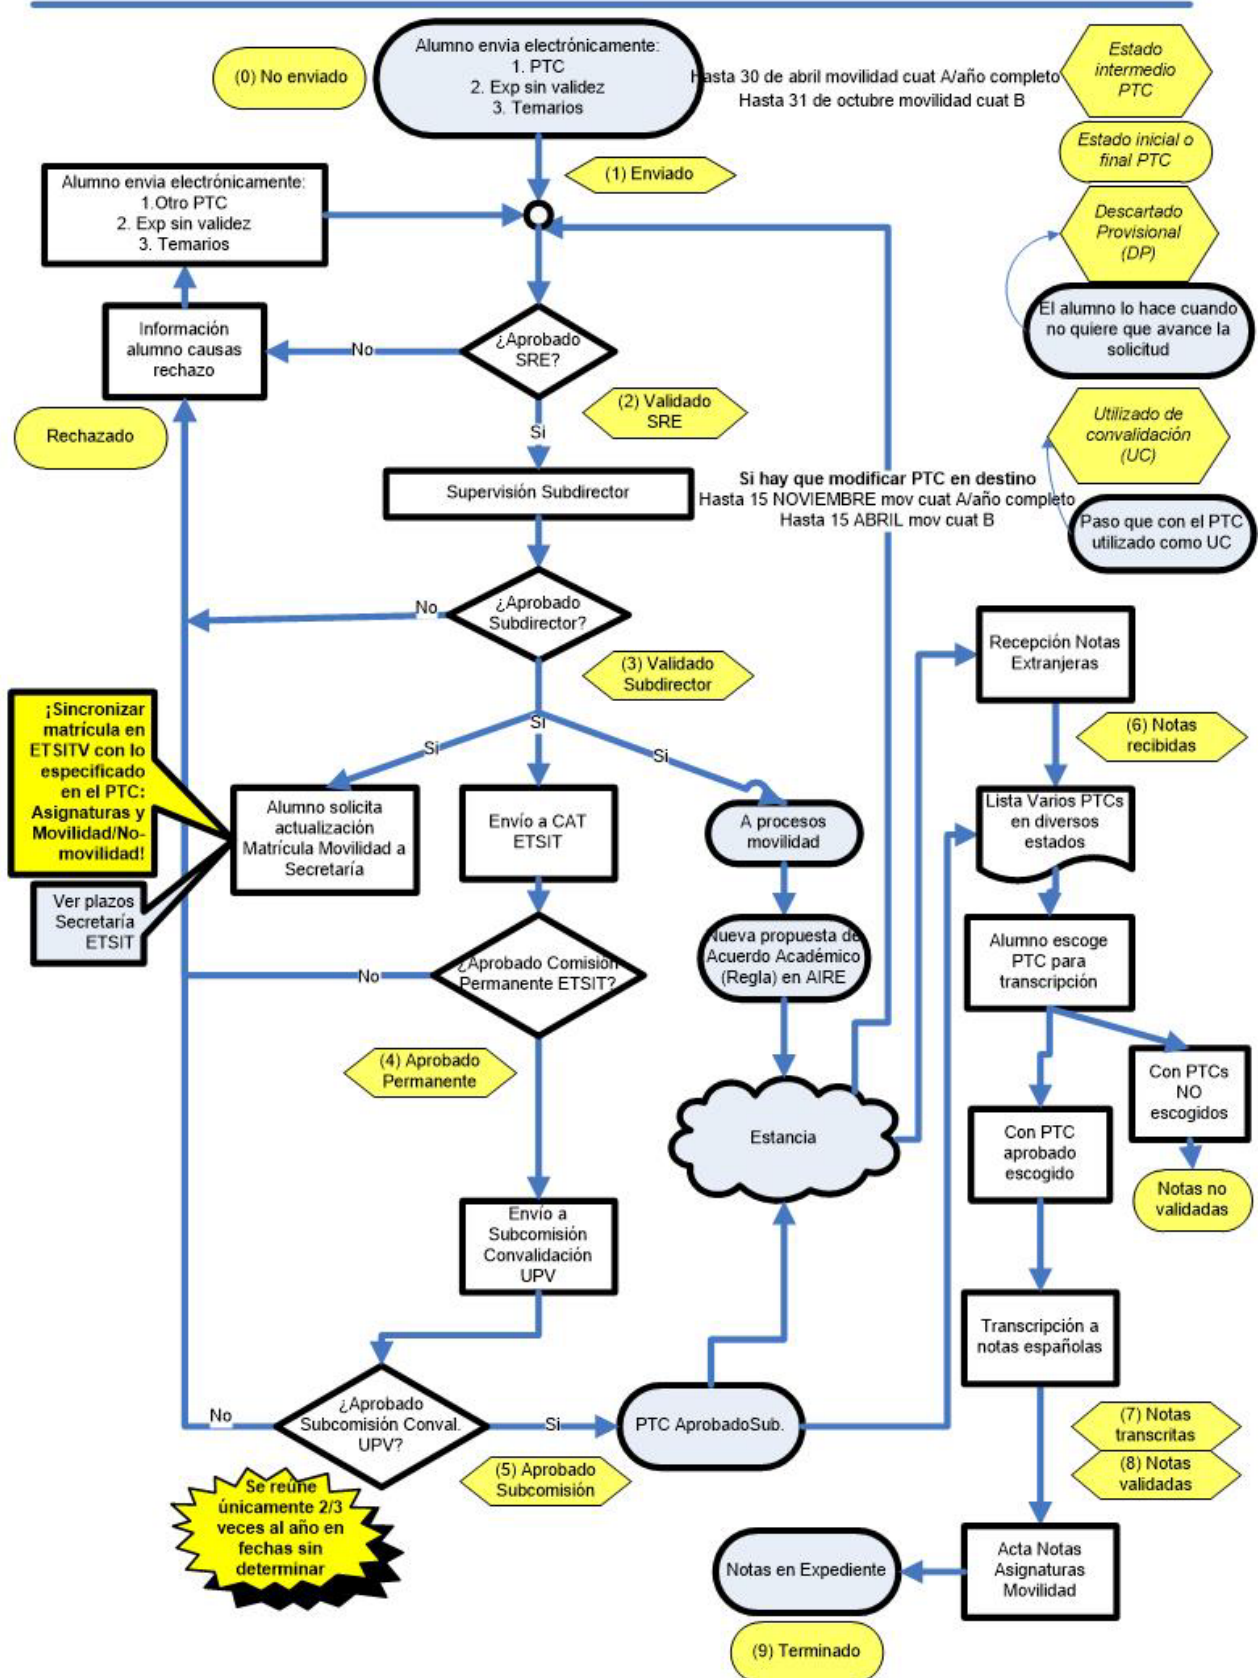 (0) No enviado
Alumno envia electrónicamente:
1. PTC
2. Exp sin validez
3. Temarios
Hasta 30 de abril movilidad cuat A/año completo
Hasta 31 de octubre movilidad cuat B
Estado
intermedio
PTC
Estado inicial o
final PTC
(1) Enviado
Alumno envia electrónicamente:
1.Otro PTC
2. Exp sin validez
3. Temarios
Descartado
Provisional
(DP)
El alumno lo hace cuando
no quiere que avance la
solicitud
Información
alumno causas
rechazo
No
¿Aprobado
SRE?
(2) Validado
SRE
Rechazado
Si
Utilizado de
convalidación
(UC)
Supervisión Subdirector
Si hay que modificar PTC en destino
Hasta 15 NOVIEMBRE mov cuat A/año completo
Hasta 15 ABRIL mov cuat B
Paso que con el PTC
utilizado como UC
No
¿Aprobado
Subdirector?
(3) Validado
Subdirector
Recepción Notas
Extranjeras
(6) Notas
recibidas
¡Sincronizar
matrícula en
ETSITV con lo
especificado
en el PTC:
Asignaturas y
Movilidad/No-
movilidad!
Si
Si
Si
Alumno solicita
actualización
Matrícula Movilidad a
Secretaría
Envío a CAT
ETSIT
A procesos
movilidad
Lista Varios PTCs
en diversos
estados
Ver plazos
Secretaría
ETSIT
No
¿Aprobado Comisión
Permanente ETSIT?
Nueva propuesta de
Acuerdo Académico
(Regla) en AIRE
Alumno escoge
PTC para
transcripción
(4) Aprobado
Permanente
Con PTCs
NO
escogidos
Estancia
Con PTC
aprobado
escogido
Notas no
validadas
Envío a
Subcomisión
Convalidación
UPV
Transcripción a
notas españolas
No
¿Aprobado
Subcomisión Conval.
UPV?
Si
PTC AprobadoSub.
(5) Aprobado
Subcomisión
(7) Notas
transcritas
(8) Notas
validadas
Se reúne
únicamente 2/3
veces al año en
fechas sin
determinar
Acta Notas
Asignaturas
Movilidad
Notas en Expediente
(9) Terminado